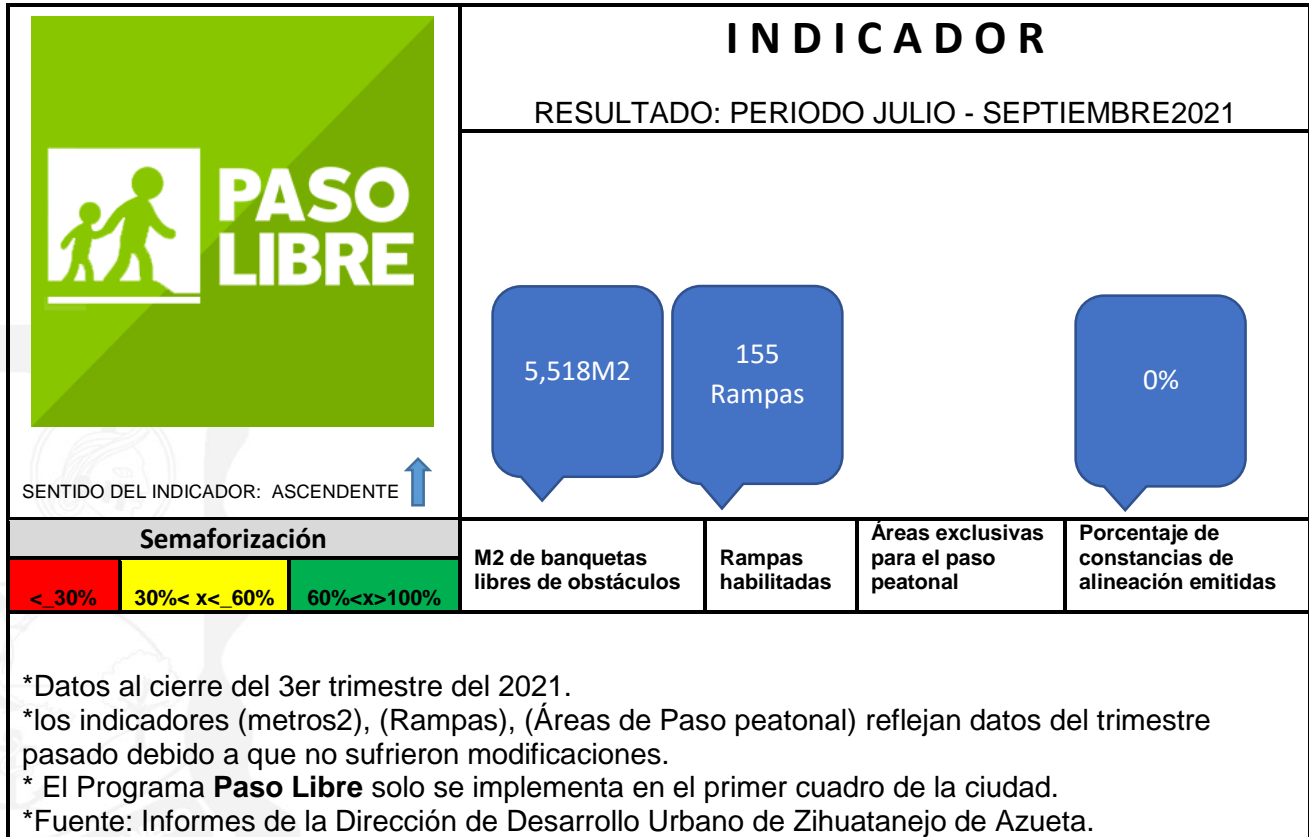 PASO
LIBRE
SENTIDO DEL INDICADOR: ASCENDENTE
INDICADOR
RESULTADO: PERIODO JULIO - SEPTIEMBRE2021
5,518M2
155
Rampas
0%
Semaforización
<_30% 30%< x<_60% 60%<x>100%
M2 de banquetas
libres de obstáculos
Rampas
habilitadas
Áreas exclusivas
para el paso
peatonal
Porcentaje de
constancias de
alineación emitidas
*Datos al cierre del 3er trimestre del 2021.
*los indicadores (metros2), (Rampas), (Áreas de Paso peatonal) reflejan datos del trimestre
pasado debido a que no sufrieron modificaciones.
* El Programa Paso Libre solo se implementa en el primer cuadro de la ciudad.
*Fuente: Informes de la Dirección de Desarrollo Urbano de Zihuatanejo de Azueta.